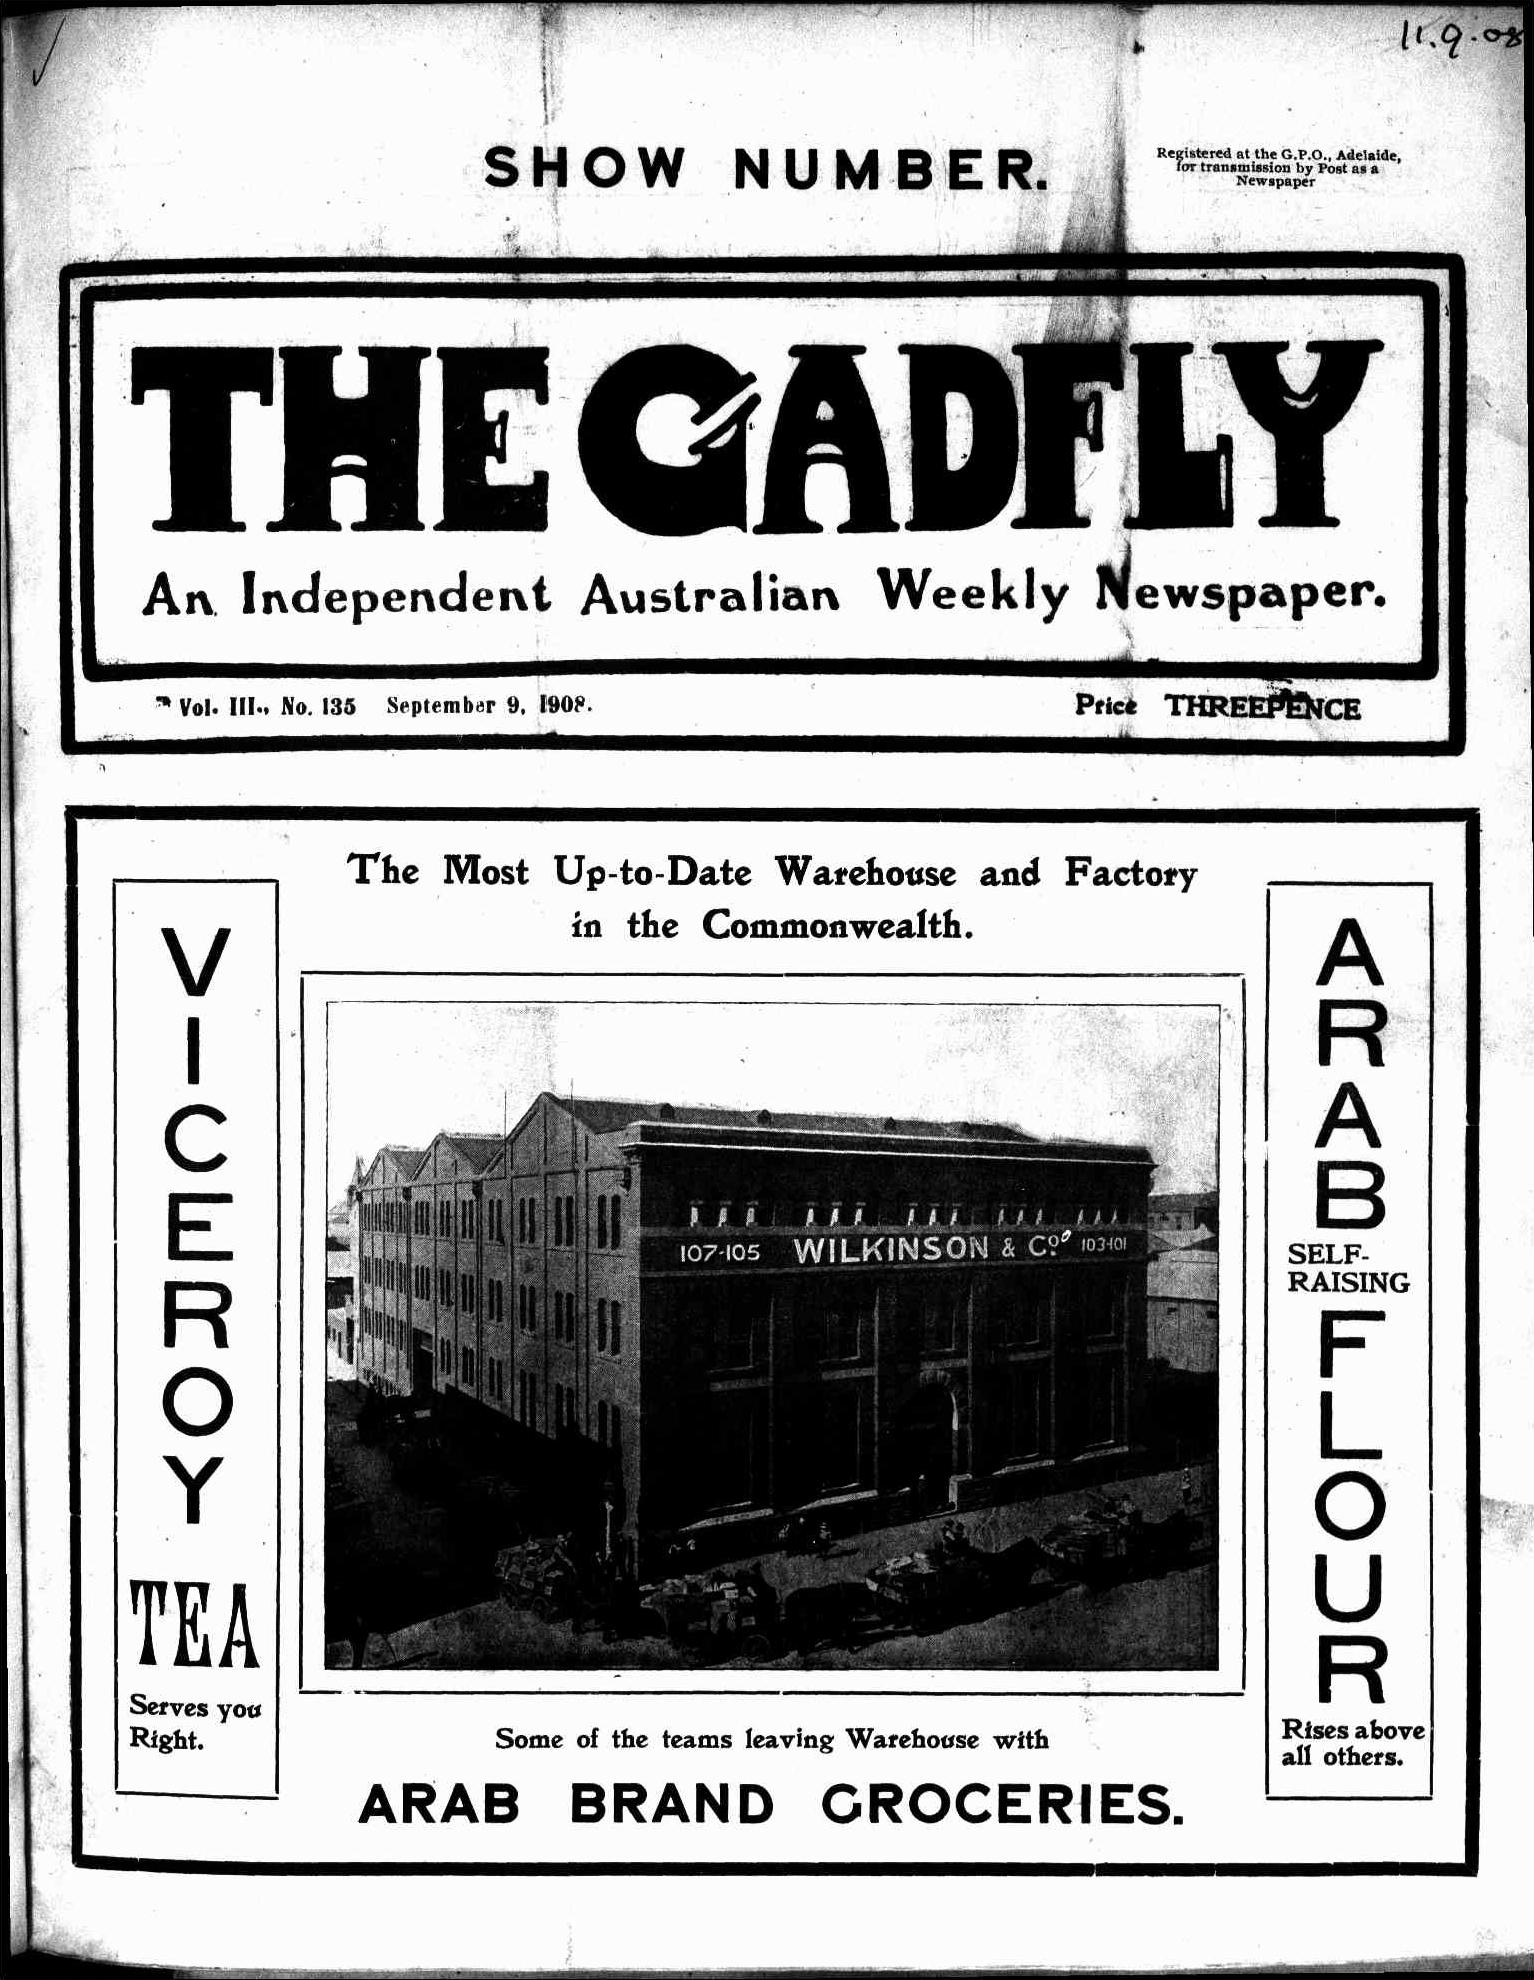 11.9.08
SHOW NUMBER.
Registered at the G.P.O., Adelaide,
for transmission by Post as a
Newspaper
THE GADFLY
An Independent Australian Weekly Newspaper.
Vol. III., No. 135 September 9, 1908.
Price THREEPENCE
The Most Up-to-Date Warehouse and Factory
in the Commonwealth.
VICEROY
TEA
Serves you
Right.
107-105 WILKINSON & Co. 103-101
ARAB
SELF-
RAISING
FLOUR
Rises above
all others.
Some of the teams leaving Warehouse with
ARAB BRAND GROCERIES.